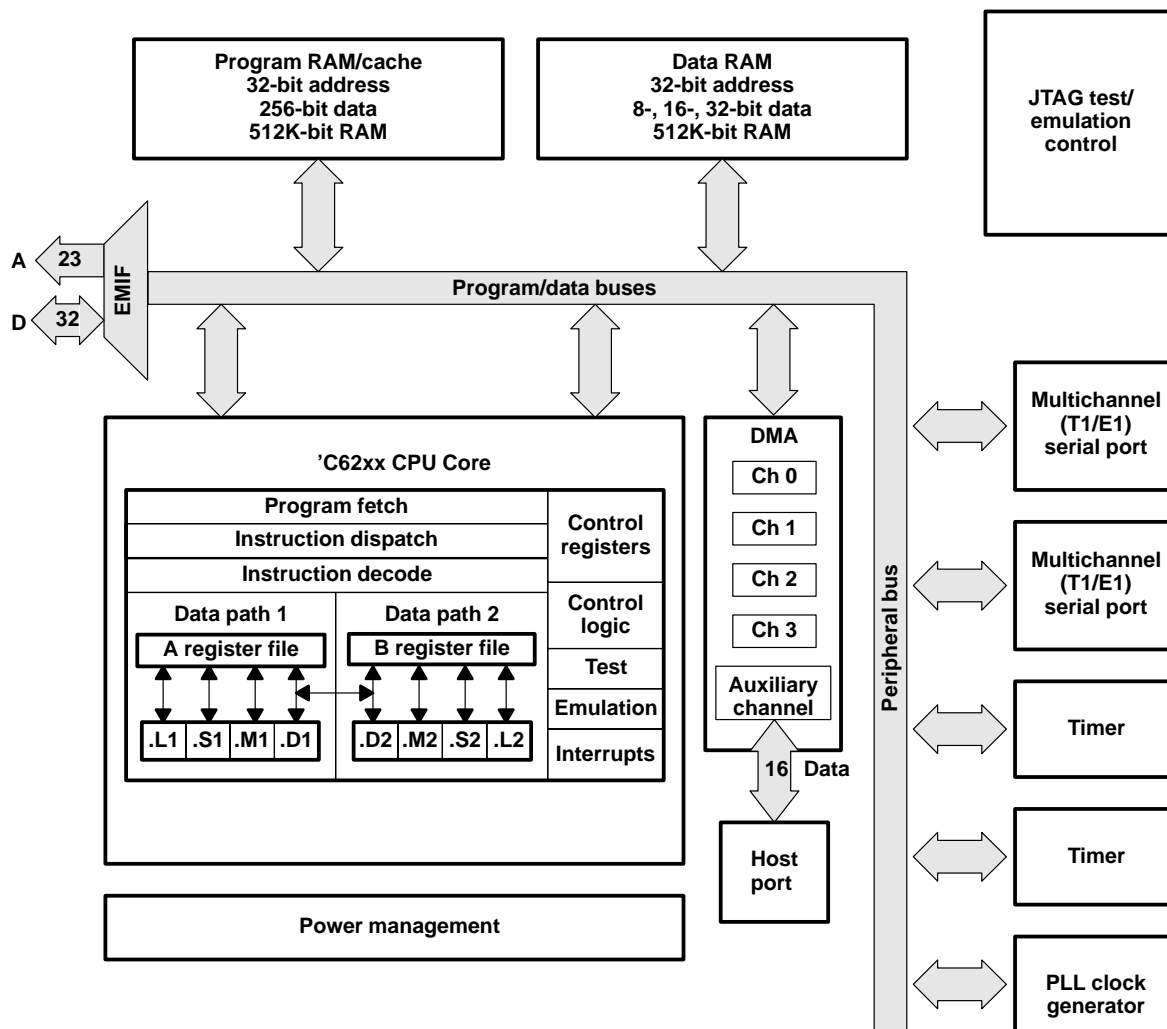 Program RAM/cache
32-bit address
256-bit data
512K-bit RAM
Data RAM
32-bit address
8-, 16-, 32-bit data
512K-bit RAM
JTAG test/
emulation
control
A
23
D
32
EMIF
Program/data buses
’C62xx CPU Core
Program fetch
Instruction dispatch
Instruction decode
Data path 1
A register file
.L1
.S1
.M1
.D1
Data path 2
B register file
.D2
.M2
.S2
.L2
Control
registers
Control
logic
Test
Emulation
Interrupts
DMA
Ch 0
Ch 1
Ch 2
Ch 3
Auxiliary
channel
16
Data
Host
port
Power management
Peripheral bus
Multichannel
(T1/E1)
serial port
Multichannel
(T1/E1)
serial port
Timer
Timer
PLL clock
generator